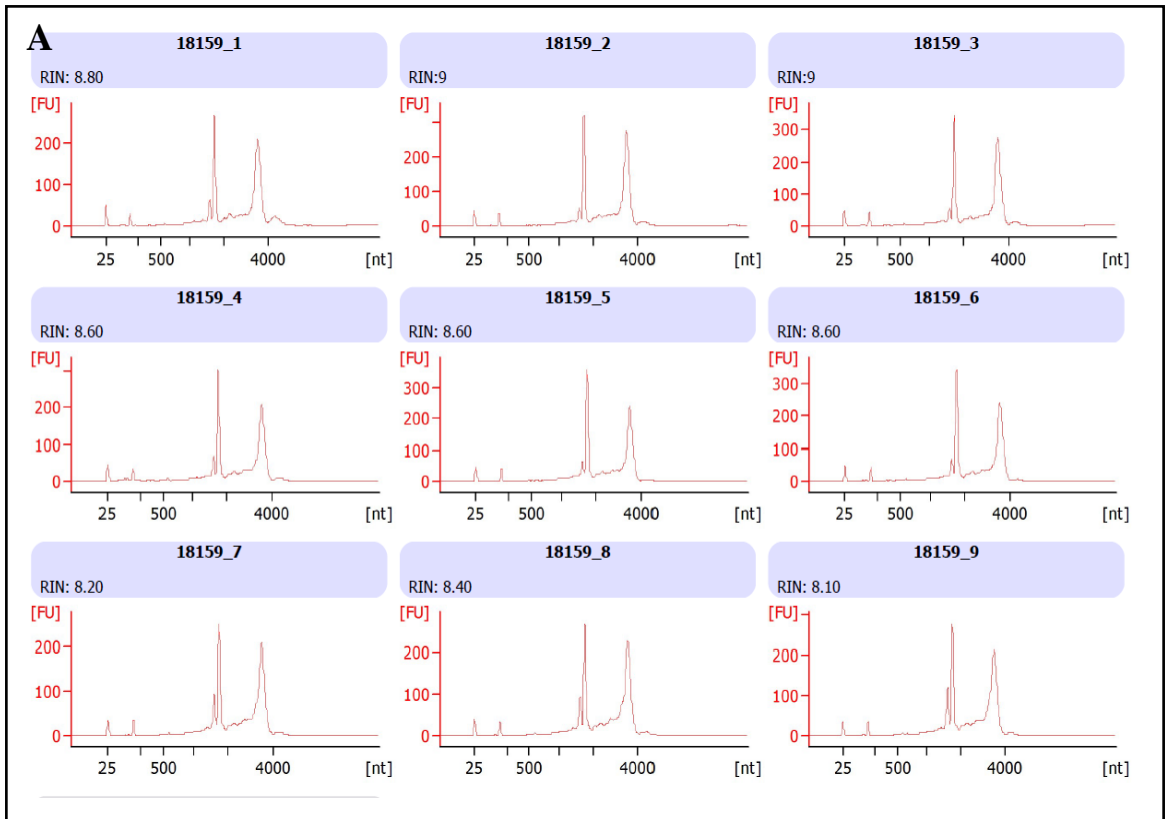 A
18159_1 18159_2 18159_3
RIN: 8.80 RIN:9 RIN:9
[FU] [FU] [FU]
200 200 300
100 100 200
0 0 100
0
25 500 4000 [nt] 25 500 4000 [nt] 25 500 4000 [nt]
18159_4 18159_5 18159_6
RIN: 8.60 RIN: 8.60 RIN: 8.60
[FU] [FU] [FU]
200 300 300
100 200 200
0 100 100
0 0
25 500 4000 [nt] 25 500 4000 [nt] 25 500 4000 [nt]
18159_7 18159_8 18159_9
RIN: 8.20 RIN: 8.40 RIN: 8.10
[FU] [FU] [FU]
200 200 200
100 100 100
0 0 0
25 500 4000 [nt] 25 500 4000 [nt] 25 500 4000 [nt]